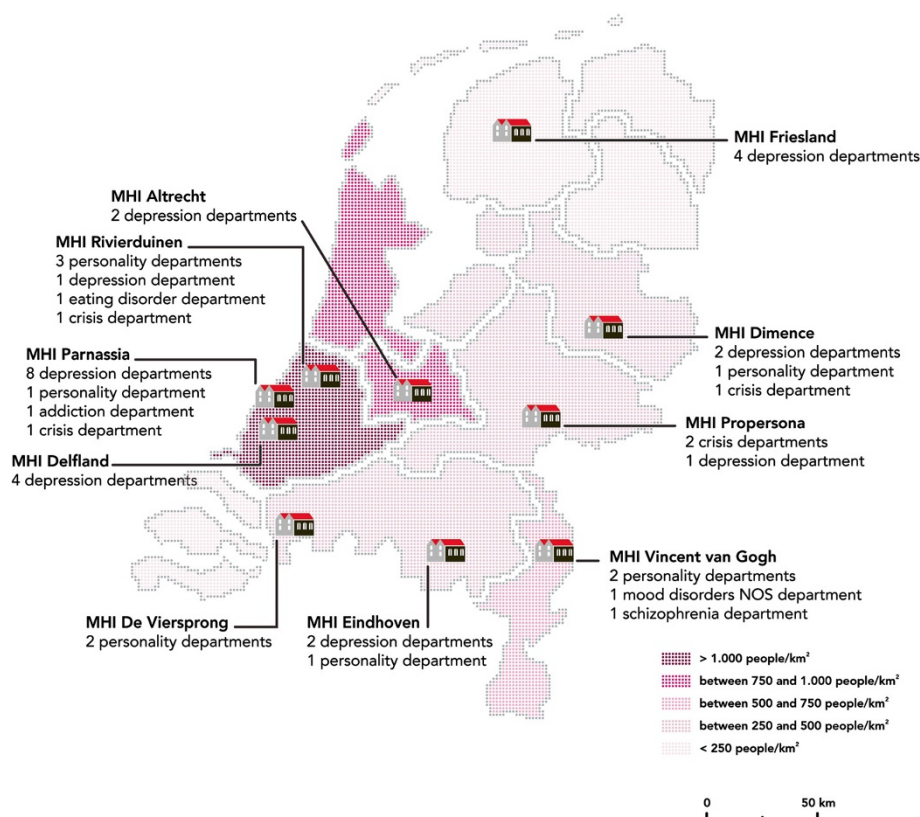 MHI Friesland
4 depression departments
MHI Altrecht
2 depression departments
MHI Rivierduinen
3 personality departments
1 depression department
1 eating disorder department
1 crisis department
MHI Parnassia
8 depression departments
1 personality department
1 addiction department
1 crisis department
MHI Delfland
4 depression departments
MHI Dimence
2 depression departments
1 personality department
1 crisis department
MHI Propersona
2 crisis departments
1 depression department
MHI Vincent van Gogh
2 personality departments
1 mood disorders NOS department
1 schizophrenia department
MHI De Viersprong
2 personality departments
MHI Eindhoven
2 depression departments
1 personality department
> 1.000 people/km²
between 750 and 1.000 people/km²
between 500 and 750 people/km²
between 250 and 500 people/km²
< 250 people/km²
0 50 km